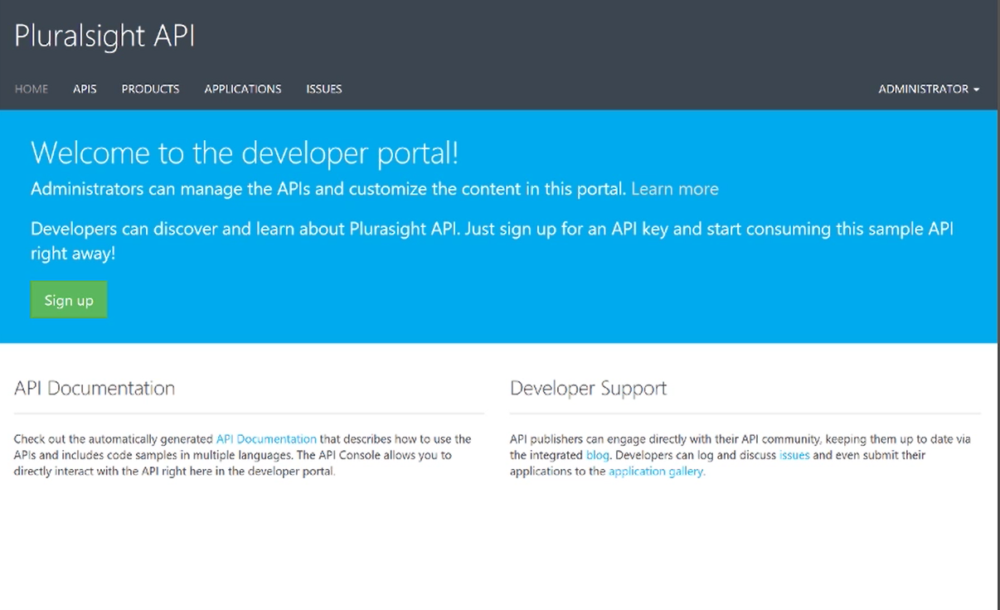 Pluralsight API
HOME APIS PRODUCTS APPLICATIONS ISSUES ADMINISTRATOR
Welcome to the developer portal!
Administrators can manage the APIs and customize the content in this portal. Learn more
Developers can discover and learn about Plurasight API. Just sign up for an API key and start consuming this sample API
right away!
Sign up
API Documentation
Check out the automatically generated API Documentation that describes how to use the
APIs and includes code samples in multiple languages. The API Console allows you to
directly interact with the API right here in the developer portal.
Developer Support
API publishers can engage directly with their API community, keeping them up to date via
the integrated blog. Developers can log and discuss issues and even submit their
applications to the application gallery.